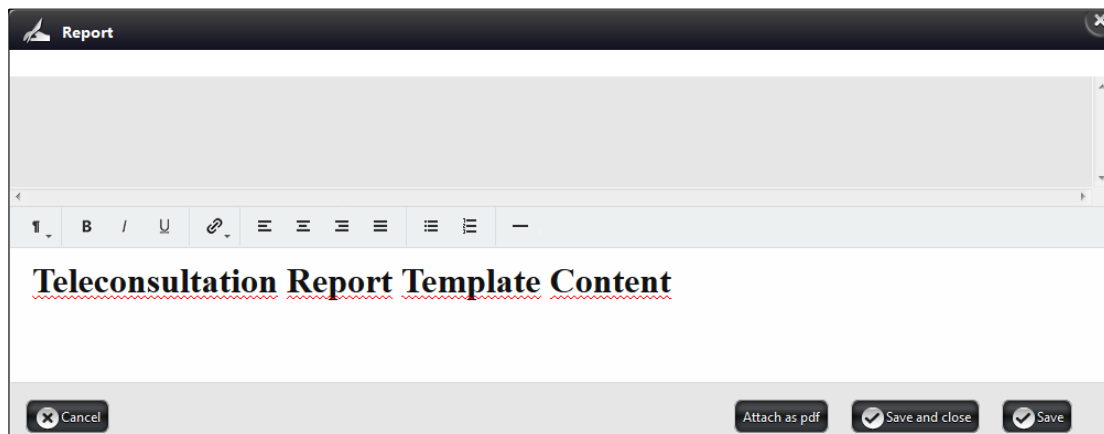 Report
¶ B I U
Teleconsultation Report Template Content
Cancel Attach as pdf Save and close Save